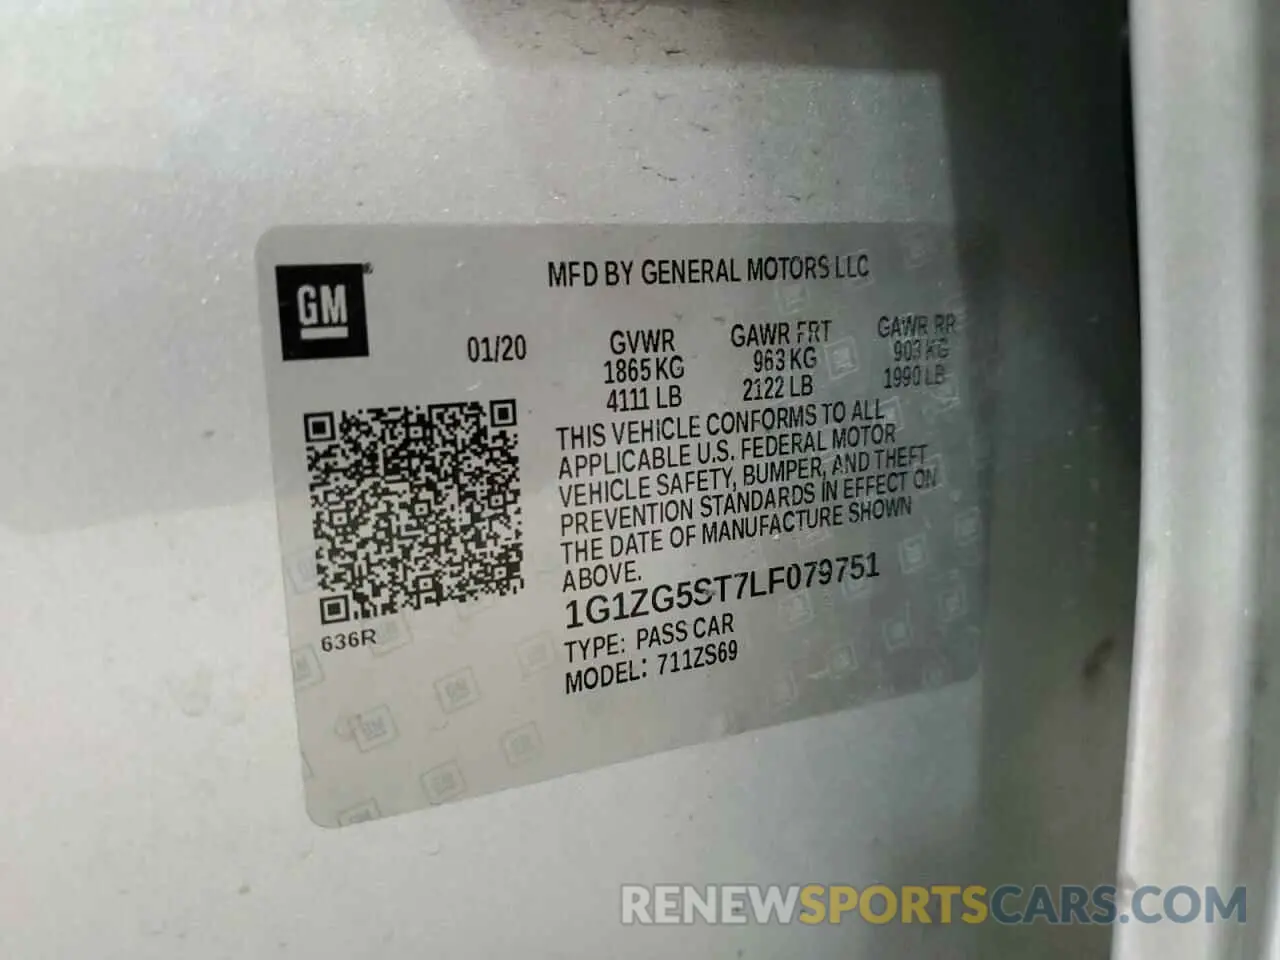 MFD BY GENERAL MOTORS LLC
GM
01/20
GVWR GAWR FRT GAWR RR
1865 KG 963 KG 903 KG
4111 LB 2122 LB 1990 LB
THIS VEHICLE CONFORMS TO ALL
APPLICABLE U.S. FEDERAL MOTOR
VEHICLE SAFETY, BUMPER, AND THEFT
PREVENTION STANDARDS IN EFFECT ON
THE DATE OF MANUFACTURE SHOWN
ABOVE.
1G1ZG5ST7LF079751
636R
TYPE: PASS CAR
MODEL: 711ZS69
RENEWSPORTSCARS.COM